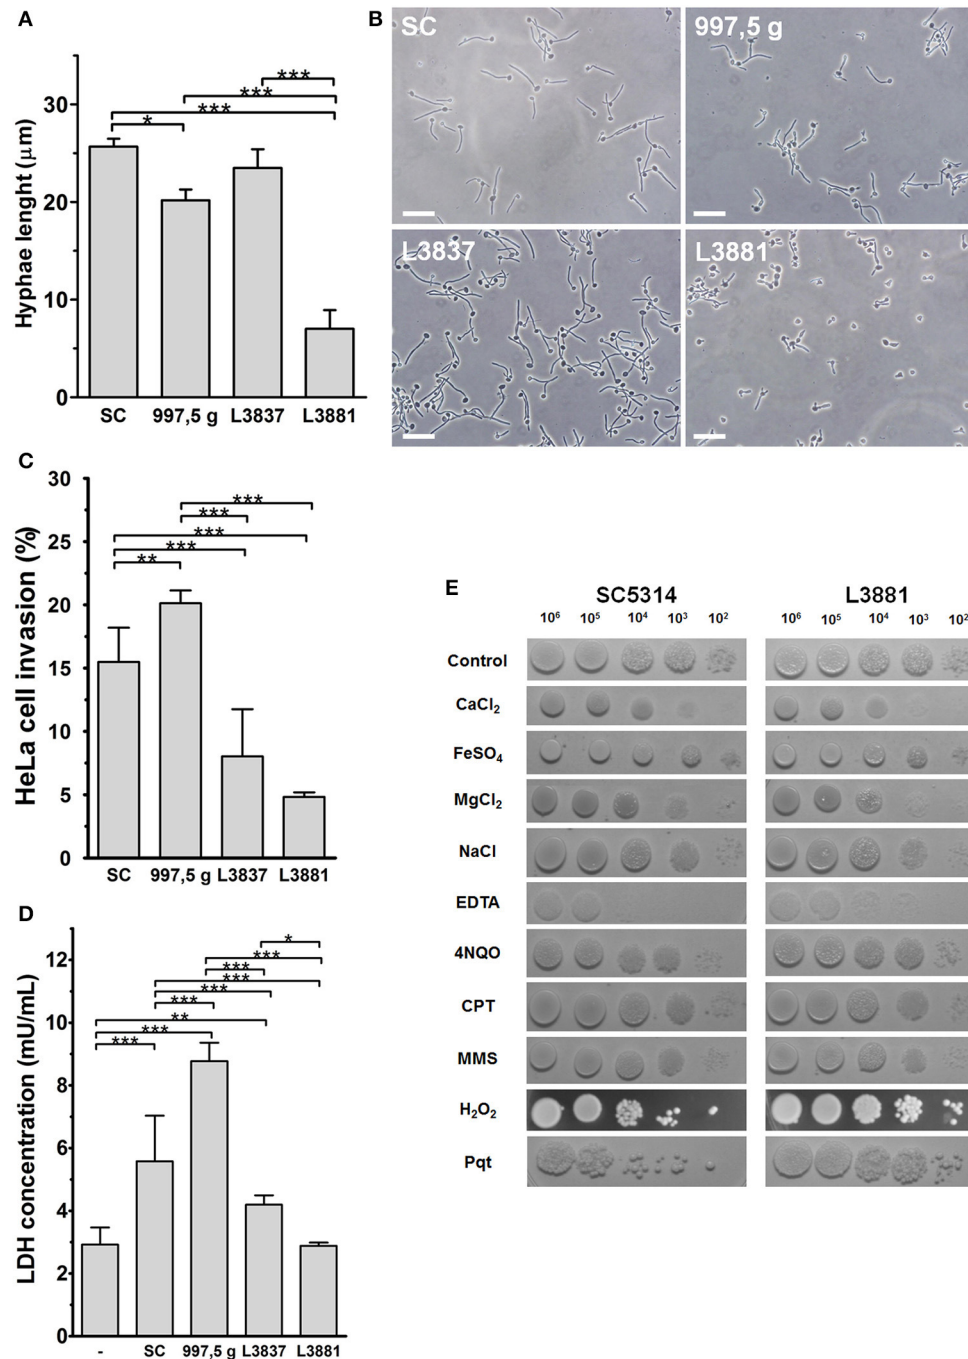 A
Hyphae lenght (μm)
30
20
10
0
***
***
***
*
SC 997,5 g L3837 L3881
B
SC
997,5 g
L3837
L3881
C
HeLa cell invasion (%)
30
25
20
15
10
5
0
***
***
***
***
**
SC 997,5 g L3837 L3881
D
LDH concentration (mU/mL)
12
10
8
6
4
2
0
*
***
***
***
***
***
**
***
***
- SC 997,5 g L3837 L3881
E
SC5314 L3881
10⁶ 10⁵ 10⁴ 10³ 10² 10⁶ 10⁵ 10⁴ 10³ 10²
Control
CaCl₂
FeSO₄
MgCl₂
NaCl
EDTA
4NQO
CPT
MMS
H₂O₂
Pqt